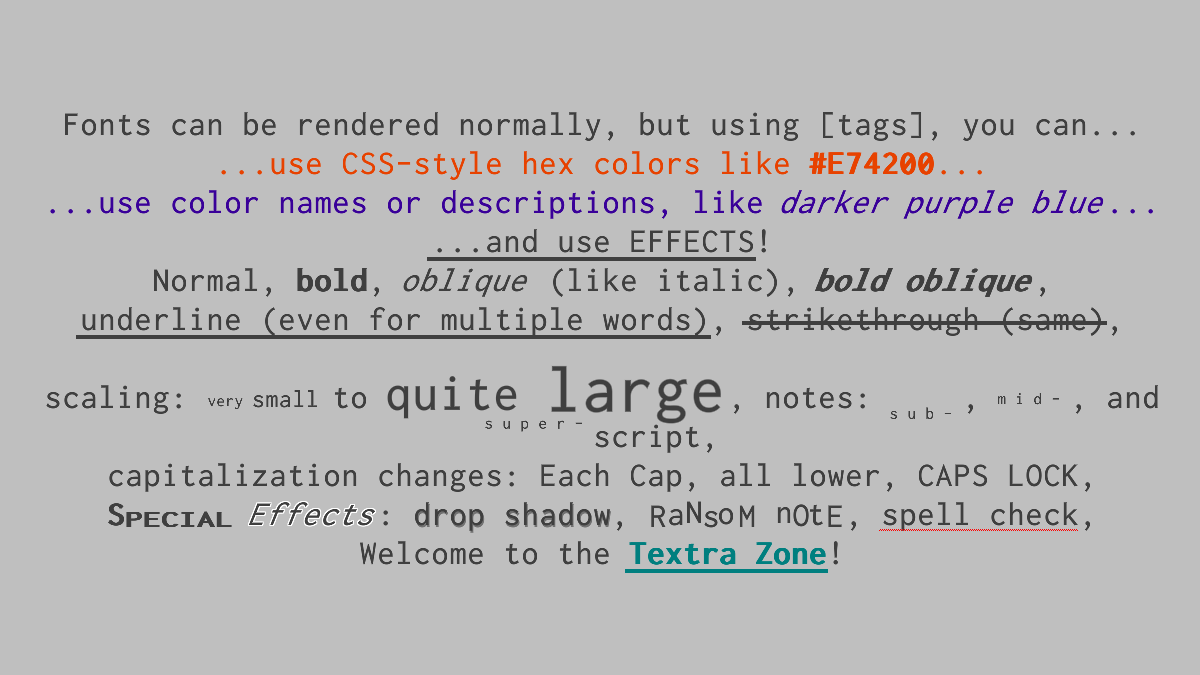 Fonts can be rendered normally, but using [tags], you can...
...use CSS-style hex colors like #E74200...
...use color names or descriptions, like darker purple blue...
...and use EFFECTS!
Normal, bold, oblique (like italic), bold oblique,
underline (even for multiple words), strikethrough (same),
scaling: very small to quite large, notes: sub-, mid-, and
super-script,
capitalization changes: Each Cap, all lower, CAPS LOCK,
Special Effects: drop shadow, RaNsoM nOtE, spell check,
Welcome to the Textra Zone!